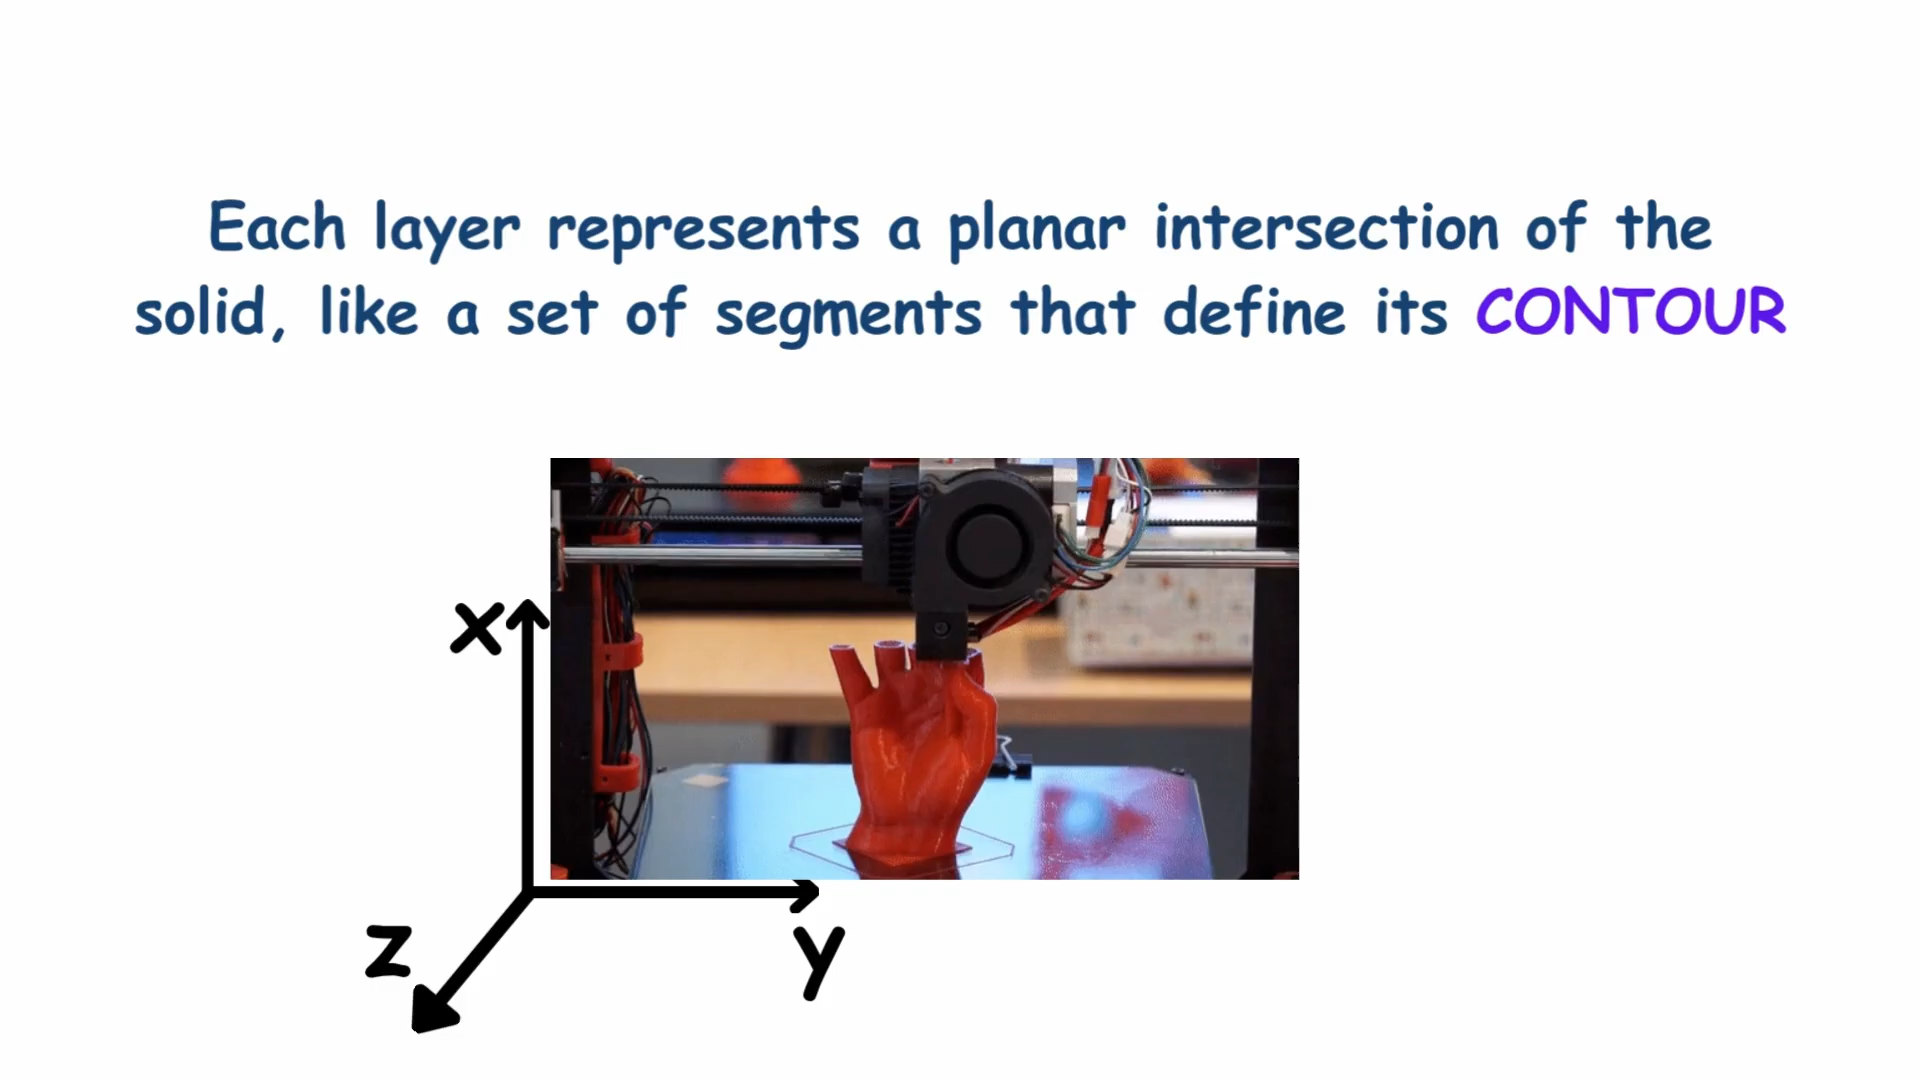 Each layer represents a planar intersection of the
solid, like a set of segments that define its CONTOUR
x
z
y